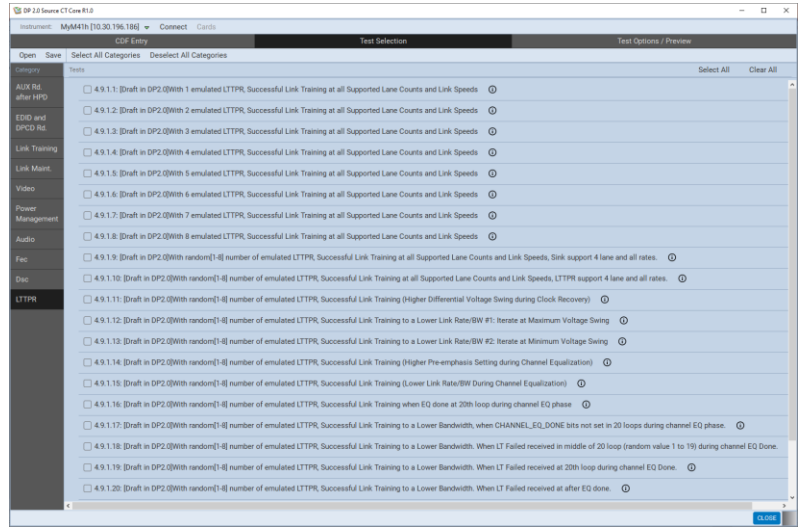 DP 2.0 Source CT Core R1.0
Instrument: MyM41h [10.30.196.186] Connect Cards
CDF Entry Test Selection Test Options / Preview
Open Save Select All Categories Deselect All Categories
Category Tests Select All Clear All
AUX Rd.
after HPD
EDID and
DPCD Rd.
Link Training
Link Maint.
Video
Power
Management
Audio
Fec
Dsc
LTTPR
4.9.1.1: [Draft in DP2.0]With 1 emulated LTTPR, Successful Link Training at all Supported Lane Counts and Link Speeds
4.9.1.2: [Draft in DP2.0]With 2 emulated LTTPR, Successful Link Training at all Supported Lane Counts and Link Speeds
4.9.1.3: [Draft in DP2.0]With 3 emulated LTTPR, Successful Link Training at all Supported Lane Counts and Link Speeds
4.9.1.4: [Draft in DP2.0]With 4 emulated LTTPR, Successful Link Training at all Supported Lane Counts and Link Speeds
4.9.1.5: [Draft in DP2.0]With 5 emulated LTTPR, Successful Link Training at all Supported Lane Counts and Link Speeds
4.9.1.6: [Draft in DP2.0]With 6 emulated LTTPR, Successful Link Training at all Supported Lane Counts and Link Speeds
4.9.1.7: [Draft in DP2.0]With 7 emulated LTTPR, Successful Link Training at all Supported Lane Counts and Link Speeds
4.9.1.8: [Draft in DP2.0]With 8 emulated LTTPR, Successful Link Training at all Supported Lane Counts and Link Speeds
4.9.1.9: [Draft in DP2.0]With random[1-8] number of emulated LTTPR, Successful Link Training at all Supported Lane Counts and Link Speeds, Sink support 4 lane and all rates.
4.9.1.10: [Draft in DP2.0]With random[1-8] number of emulated LTTPR, Successful Link Training at all Supported Lane Counts and Link Speeds, LTTPR support 4 lane and all rates.
4.9.1.11: [Draft in DP2.0]With random[1-8] number of emulated LTTPR, Successful Link Training (Higher Differential Voltage Swing during Clock Recovery)
4.9.1.12: [Draft in DP2.0]With random[1-8] number of emulated LTTPR, Successful Link Training to a Lower Link Rate/BW #1: Iterate at Maximum Voltage Swing
4.9.1.13: [Draft in DP2.0]With random[1-8] number of emulated LTTPR, Successful Link Training to a Lower Link Rate/BW #2: Iterate at Minimum Voltage Swing
4.9.1.14: [Draft in DP2.0]With random[1-8] number of emulated LTTPR, Successful Link Training (Higher Pre-emphasis Setting during Channel Equalization)
4.9.1.15: [Draft in DP2.0]With random[1-8] number of emulated LTTPR, Successful Link Training (Lower Link Rate/BW During Channel Equalization)
4.9.1.16: [Draft in DP2.0]With random[1-8] number of emulated LTTPR, Successful Link Training when EQ done at 20th loop during channel EQ phase
4.9.1.17: [Draft in DP2.0]With random[1-8] number of emulated LTTPR, Successful Link Training to a Lower Bandwidth, when CHANNEL_EQ_DONE bits not set in 20 loops during channel EQ phase.
4.9.1.18: [Draft in DP2.0]With random[1-8] number of emulated LTTPR, Successful Link Training to a Lower Bandwidth. When LT Failed received in middle of 20 loop (random value 1 to 19) during channel EQ Done.
4.9.1.19: [Draft in DP2.0]With random[1-8] number of emulated LTTPR, Successful Link Training to a Lower Bandwidth. When LT Failed received at 20th loop during channel EQ Done.
4.9.1.20: [Draft in DP2.0]With random[1-8] number of emulated LTTPR, Successful Link Training to a Lower Bandwidth. When LT Failed received at after EQ done.
CLOSE